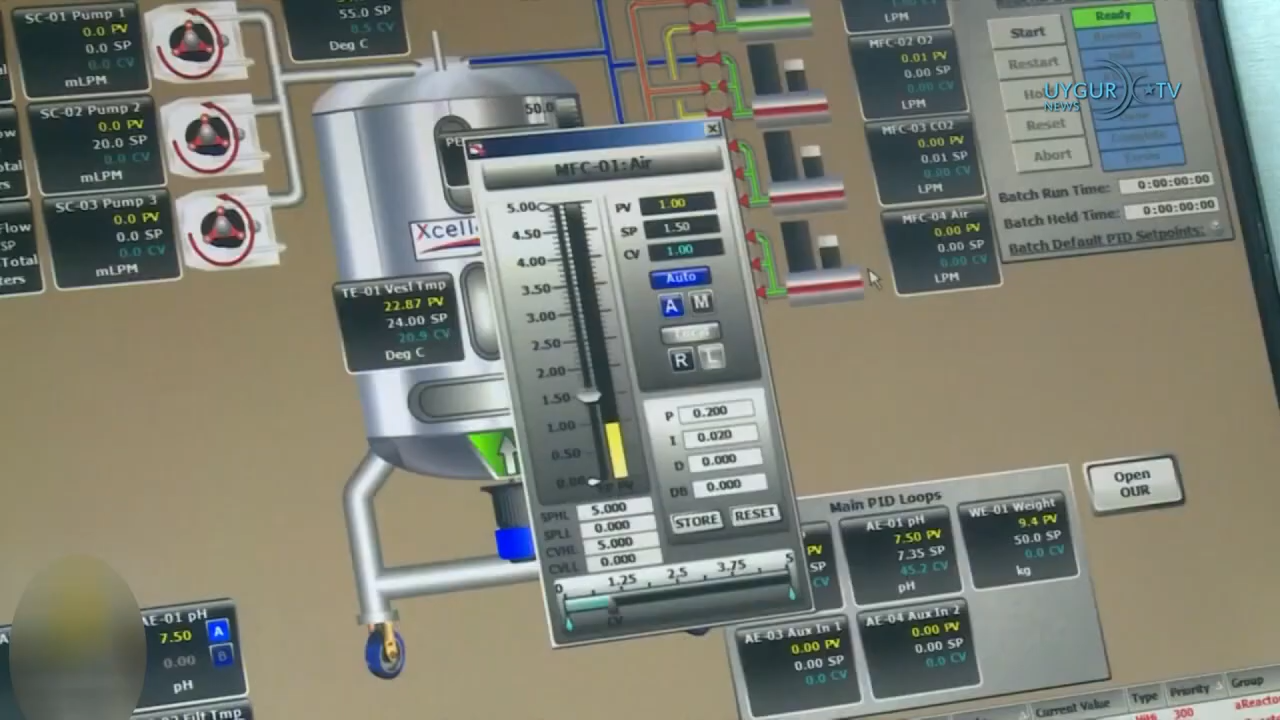 SC-01 Pump 1
0.0 PV
0.0 SP
0.0 CV
mLPM
SC-02 Pump 2
0.0 PV
20.0 SP
0.0 CV
mLPM
SC-03 Pump 3
0.0 PV
0.0 SP
0.0 CV
mLPM
Flow
SP
Total
55.0 SP
8.5 CV
Deg C
50.0
Xcell
TE-01 Vesl Tmp
22.87 PV
24.00 SP
20.9 CV
Deg C
MFC-01:Air
5.00
4.50
4.00
3.50
3.00
2.50
2.00
1.50
1.00
0.50
0.00
PV 1.00
SP 1.50
CV 1.00
Auto
A M
R L
P 0.200
I 0.020
D 0.000
DB 0.000
STORE RESET
SPHL 5.000
SPLL 0.000
CVHL 5.000
CVLL 0.000
0 1.25 2.5 3.75 5
CV
LPM
MFC-02 O2
0.01 PV
0.00 SP
0.00 CV
LPM
MFC-03 CO2
0.00 PV
0.01 SP
0.00 CV
LPM
MFC-04 Air
0.00 PV
0.00 SP
0.00 CV
LPM
Start
Restart
Reset
Abort
Ready
UYGUR TV
NEWS
Batch Run Time: 0:00:00:00
Batch Held Time: 0:00:00:00
Batch Default PID Setpoints:
Open
OUR
Main PID Loops
PV
SP
CV
AE-01 pH
7.50 PV
7.35 SP
45.2 CV
pH
WE-01 Weight
9.4 PV
50.0 SP
0.0 CV
kg
AE-03 Aux In 1
0.00 PV
0.00 SP
0.0 CV
AE-04 Aux In 2
0.00 PV
0.00 SP
0.0 CV
AE-01 pH
7.50
0.00
pH
A
B
Filt Tmp
Current Value Type Priority Group
300 aReactor